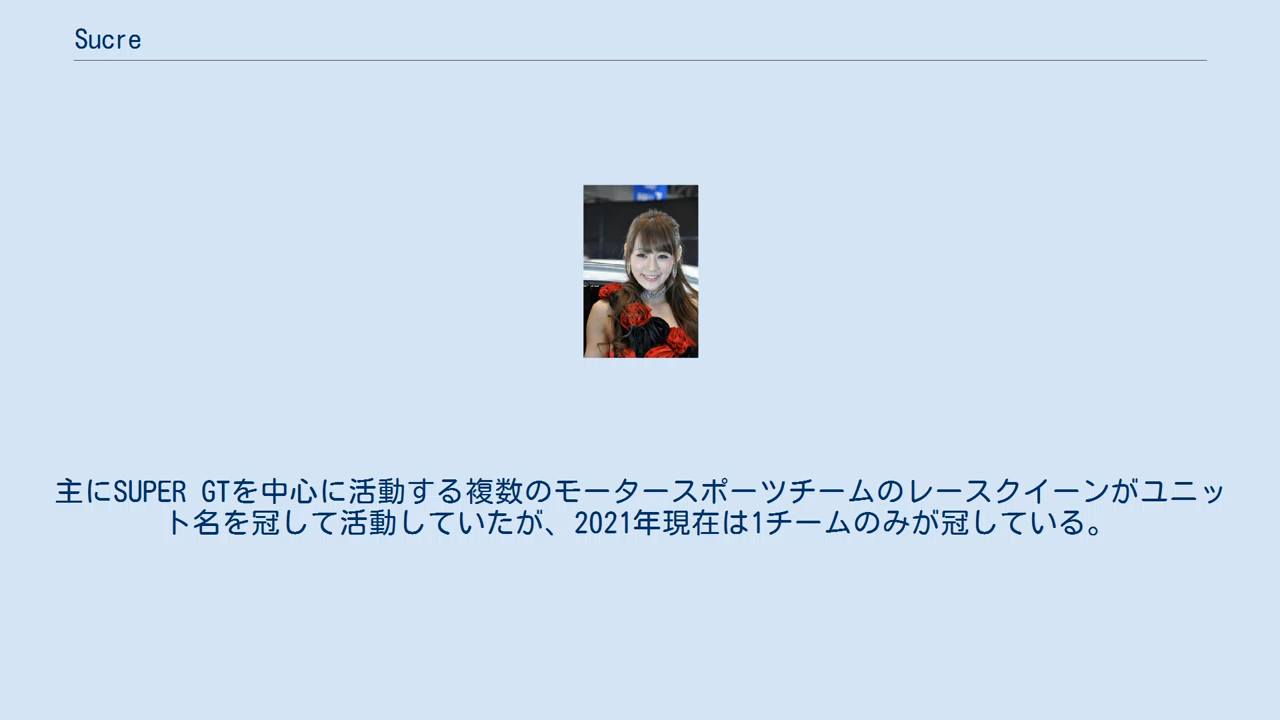 Sucre
主にSUPER GTを中心に活動する複数のモータースポーツチームのレースクイーンがユニッ
ト名を冠して活動していたが、2021年現在は1チームのみが冠している。